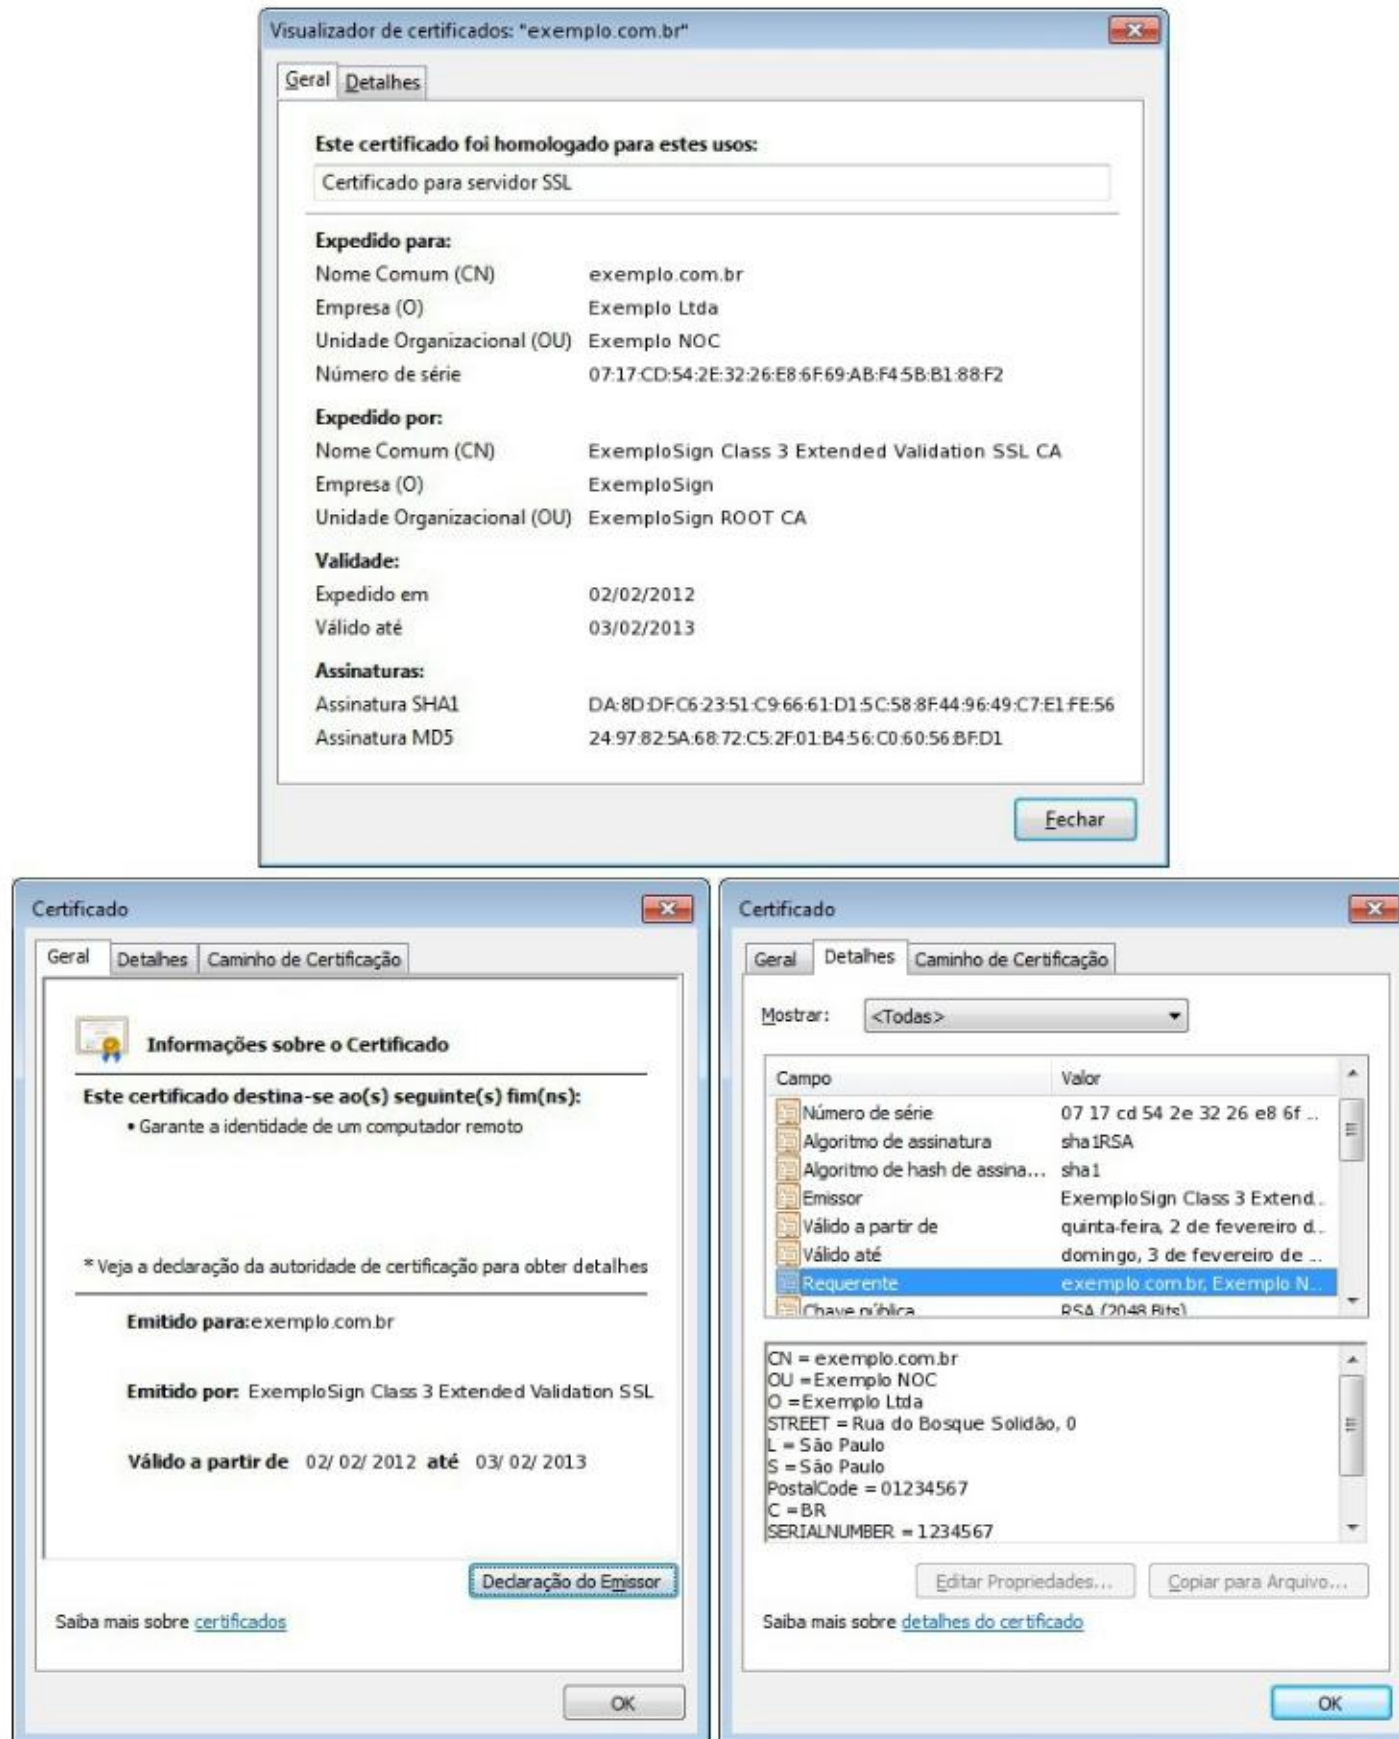 Visualizador de certificados: "exemplo.com.br"
Geral Detalhes
Este certificado foi homologado para estes usos:
Certificado para servidor SSL
Expedido para:
Nome Comum (CN) exemplo.com.br
Empresa (O) Exemplo Ltda
Unidade Organizacional (OU) Exemplo NOC
Número de série 07:17:CD:54:2E:32:26:E8:6F:69:AB:F4:5B:B1:88:F2
Expedido por:
Nome Comum (CN) ExemploSign Class 3 Extended Validation SSL CA
Empresa (O) ExemploSign
Unidade Organizacional (OU) ExemploSign ROOT CA
Validade:
Expedido em 02/02/2012
Válido até 03/02/2013
Assinaturas:
Assinatura SHA1 DA:8D:DF:C6:23:51:C9:66:61:D1:5C:58:8F:44:96:49:C7:E1:FE:56
Assinatura MD5 24:97:82:5A:68:72:C5:2F:01:B4:56:C0:60:56:BF:D1
Fechar
Certificado
Geral Detalhes Caminho de Certificação
Informações sobre o Certificado
Este certificado destina-se ao(s) seguinte(s) fim(ns):
• Garante a identidade de um computador remoto
* Veja a declaração da autoridade de certificação para obter detalhes
Emitido para:exemplo.com.br
Emitido por: ExemploSign Class 3 Extended Validation SSL
Válido a partir de 02/ 02/ 2012 até 03/ 02/ 2013
Declaração do Emissor
Saiba mais sobre certificados
OK
Certificado
Geral Detalhes Caminho de Certificação
Mostrar: <Todas>
Campo Valor
Número de série 07 17 cd 54 2e 32 26 e8 6f ...
Algoritmo de assinatura sha1RSA
Algoritmo de hash de assina... sha1
Emissor ExemploSign Class 3 Extend...
Válido a partir de quinta-feira, 2 de fevereiro d...
Válido até domingo, 3 de fevereiro de ...
Requerente exemplo.com.br, Exemplo N...
Chave pública RSA (2048 Bits)
CN = exemplo.com.br
OU =Exemplo NOC
O =Exemplo Ltda
STREET = Rua do Bosque Solidão, 0
L = São Paulo
S = São Paulo
PostalCode = 01234567
C =BR
SERIALNUMBER = 1234567
Editar Propriedades... Copiar para Arquivo...
Saiba mais sobre detalhes do certificado
OK